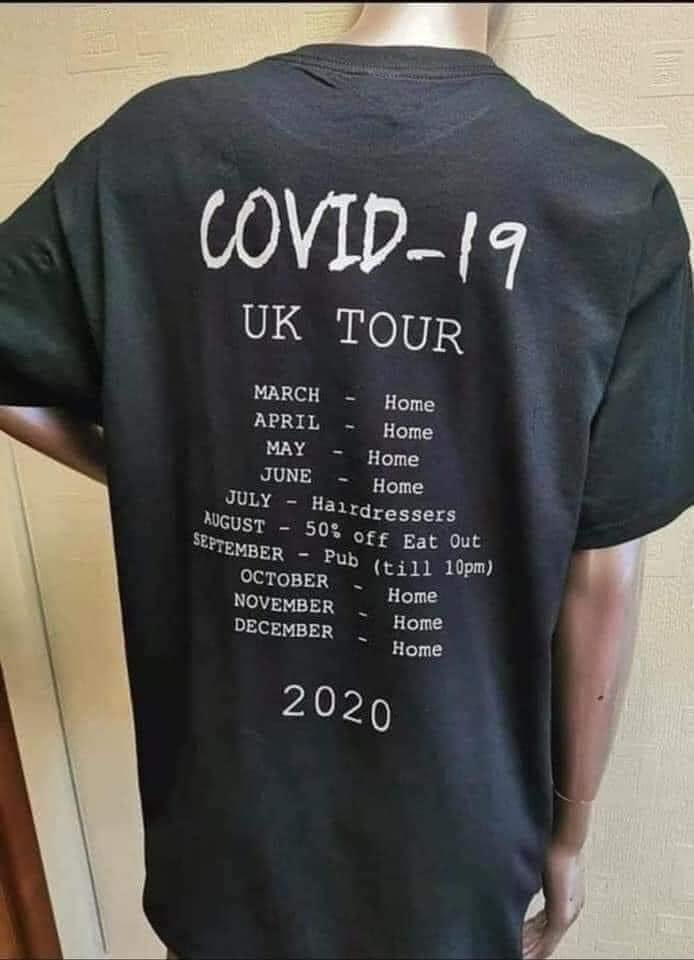 COVID-19
UK TOUR
MARCH - Home
APRIL - Home
MAY - Home
JUNE - Home
JULY - Hairdressers
AUGUST - 50% off Eat Out
SEPTEMBER - Pub (till 10pm)
OCTOBER - Home
NOVEMBER - Home
DECEMBER - Home
2020